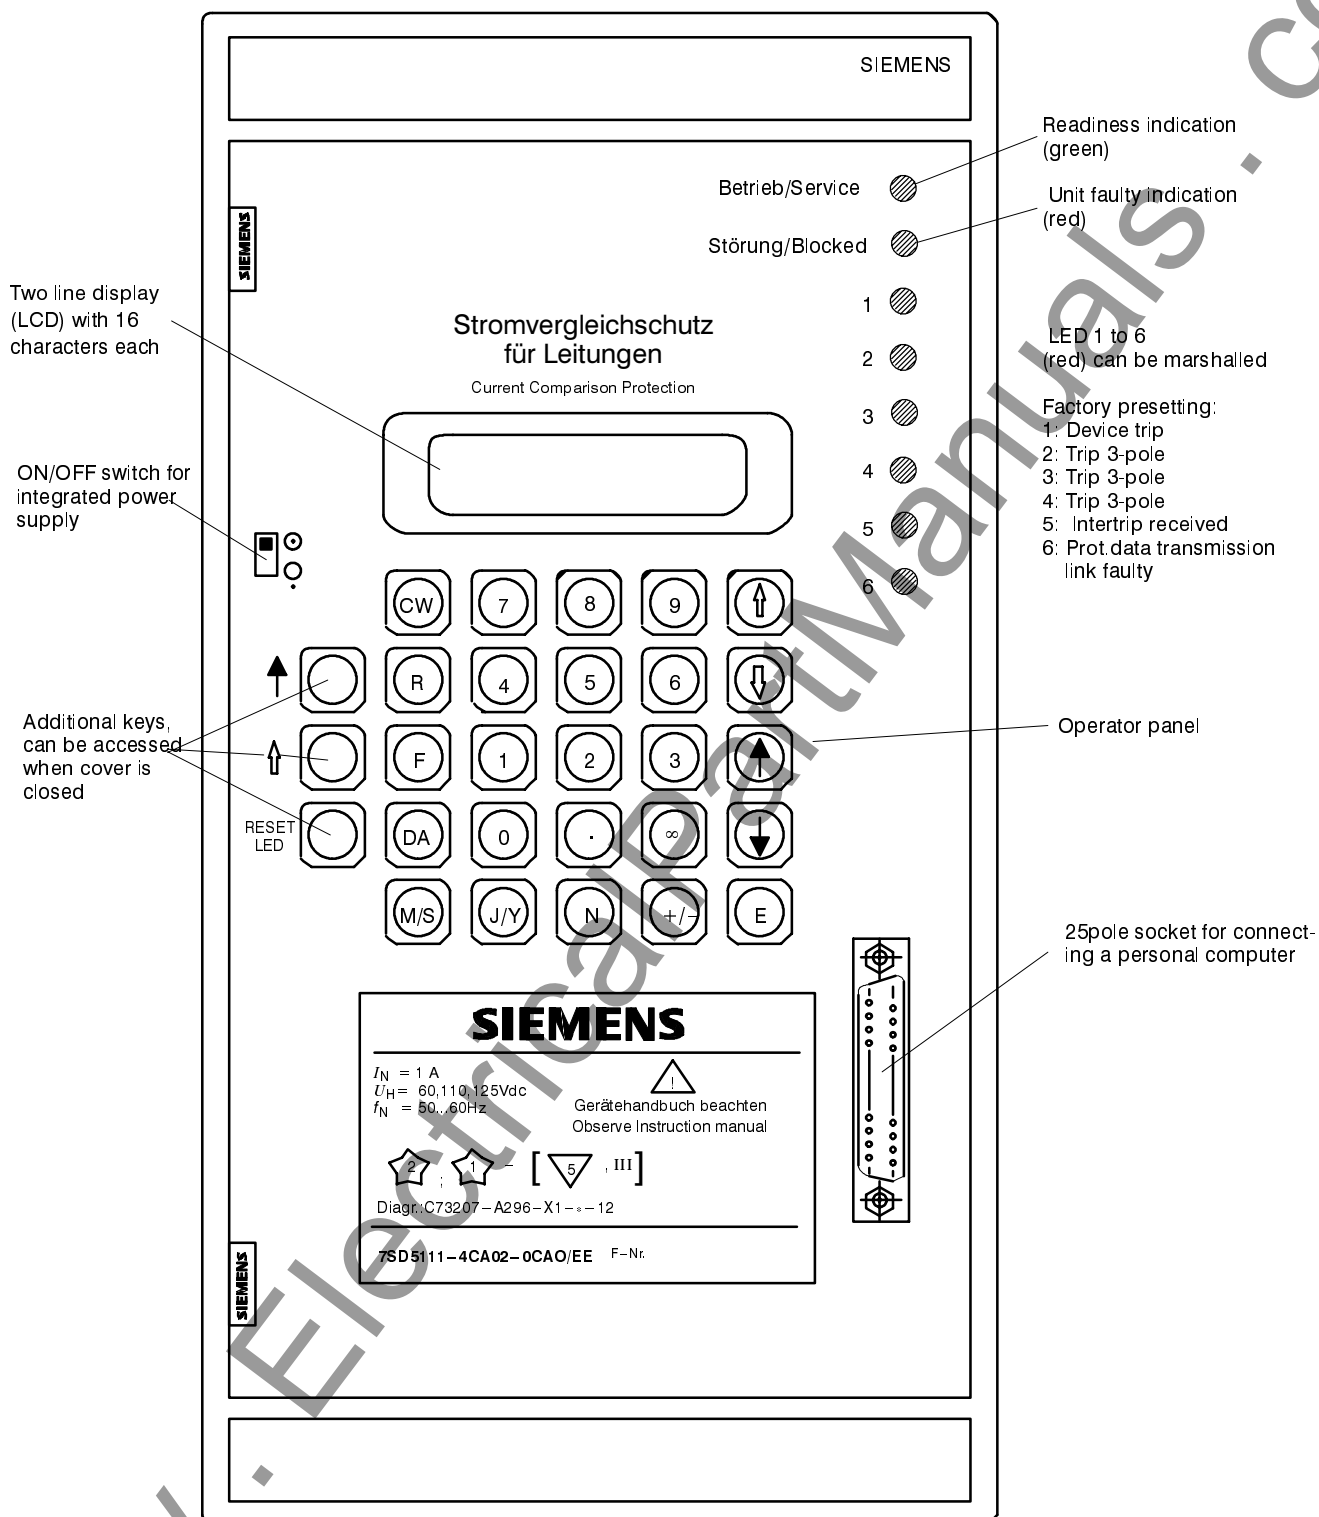 SIEMENS
Readiness indication
(green)
Betrieb/Service
Unit faulty indication
(red)
Störung/Blocked
SIEMENS
Two line display
(LCD) with 16
characters each
Stromvergleichschutz
für Leitungen
Current Comparison Protection
1
2
3
4
5
6
LED 1 to 6
(red) can be marshalled
Factory presetting:
1: Device trip
2: Trip 3-pole
3: Trip 3-pole
4: Trip 3-pole
5: Intertrip received
6: Prot.data transmission
link faulty
ON/OFF switch for
integrated power
supply
CW 7 8 9
R 4 5 6
F 1 2 3
DA 0 . ∞
M/S J/Y N +/− E
Additional keys,
can be accessed
when cover is
closed
RESET
LED
Operator panel
25pole socket for connect-
ing a personal computer
SIEMENS
IN = 1 A
UH= 60,110,125Vdc
fN = 50...60Hz
!
Gerätehandbuch beachten
Observe Instruction manual
2 ; 1 − [ 5 , III ]
Diagr.:C73207−A296−X1−*−12
7SD5111−4CA02−0CAO/EE F−Nr.
SIEMENS
. ElectricalPartManuals . co